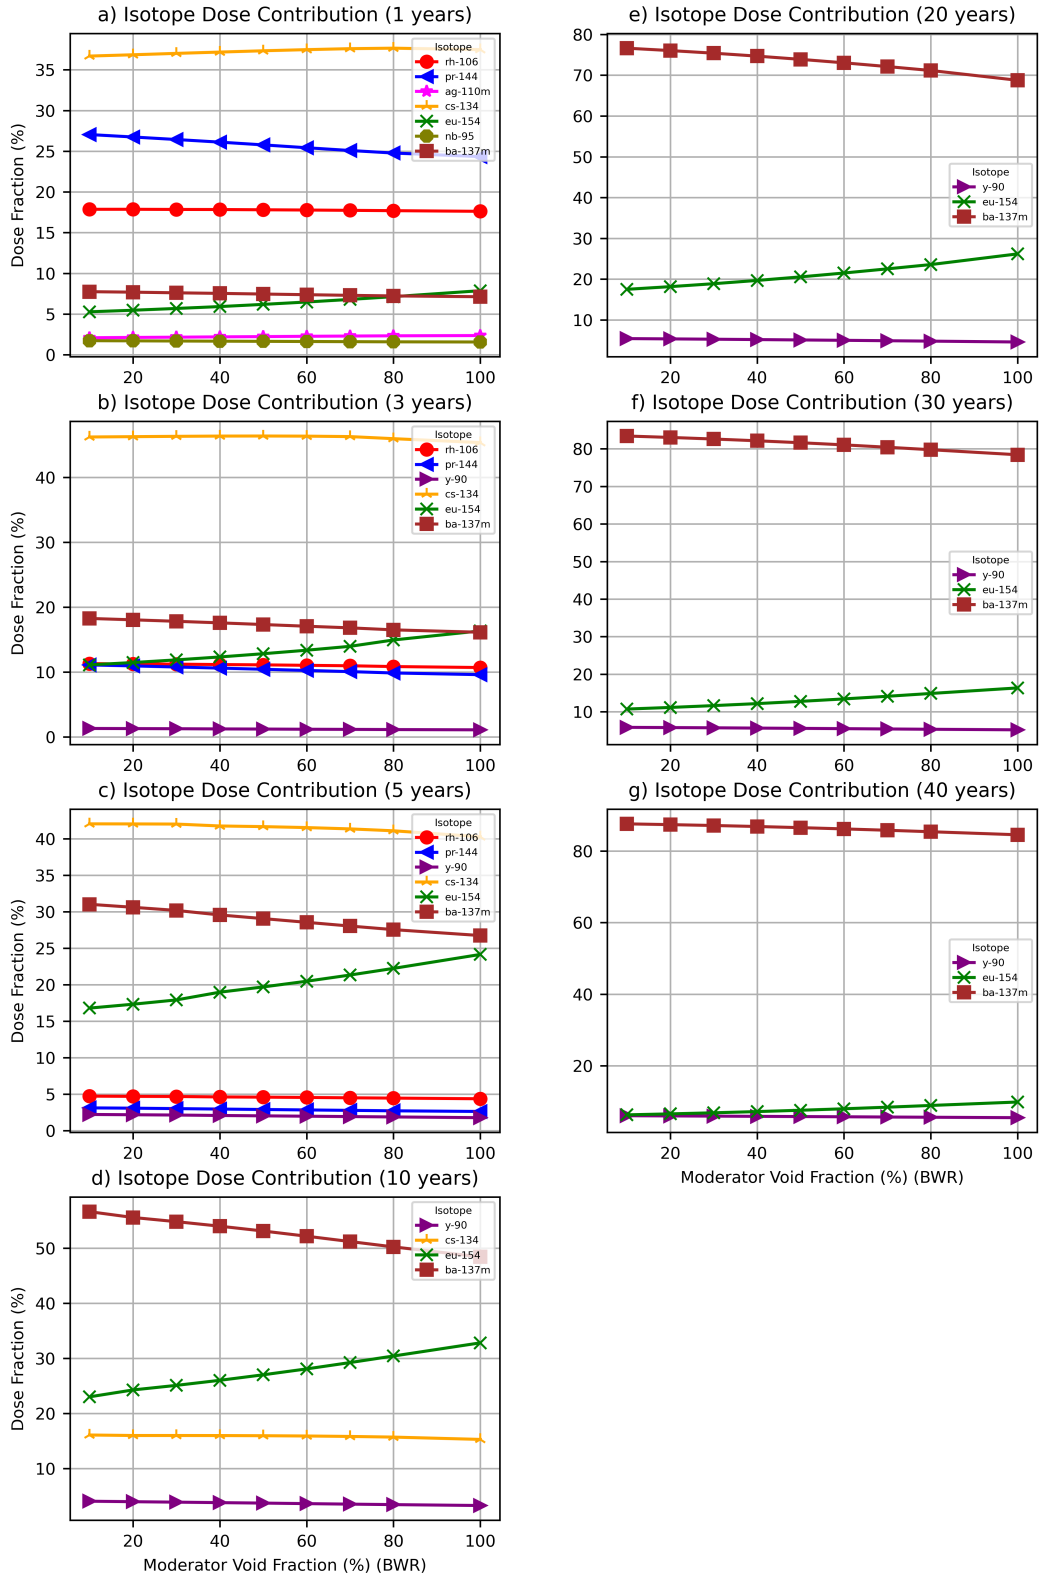 a) Isotope Dose Contribution (1 years)
Dose Fraction (%)
35
30
25
20
15
10
5
0
20 40 60 80 100
Isotope
rh-106
pr-144
ag-110m
cs-134
eu-154
nb-95
ba-137m
b) Isotope Dose Contribution (3 years)
Dose Fraction (%)
40
30
20
10
0
20 40 60 80 100
Isotope
rh-106
pr-144
y-90
cs-134
eu-154
ba-137m
c) Isotope Dose Contribution (5 years)
Dose Fraction (%)
40
35
30
25
20
15
10
5
0
20 40 60 80 100
Isotope
rh-106
pr-144
y-90
cs-134
eu-154
ba-137m
d) Isotope Dose Contribution (10 years)
Dose Fraction (%)
50
40
30
20
10
20 40 60 80 100
Isotope
y-90
cs-134
eu-154
ba-137m
Moderator Void Fraction (%) (BWR)
e) Isotope Dose Contribution (20 years)
80
70
60
50
40
30
20
10
20 40 60 80 100
Isotope
y-90
eu-154
ba-137m
f) Isotope Dose Contribution (30 years)
80
70
60
50
40
30
20
10
20 40 60 80 100
Isotope
y-90
eu-154
ba-137m
g) Isotope Dose Contribution (40 years)
80
60
40
20
20 40 60 80 100
Isotope
y-90
eu-154
ba-137m
Moderator Void Fraction (%) (BWR)